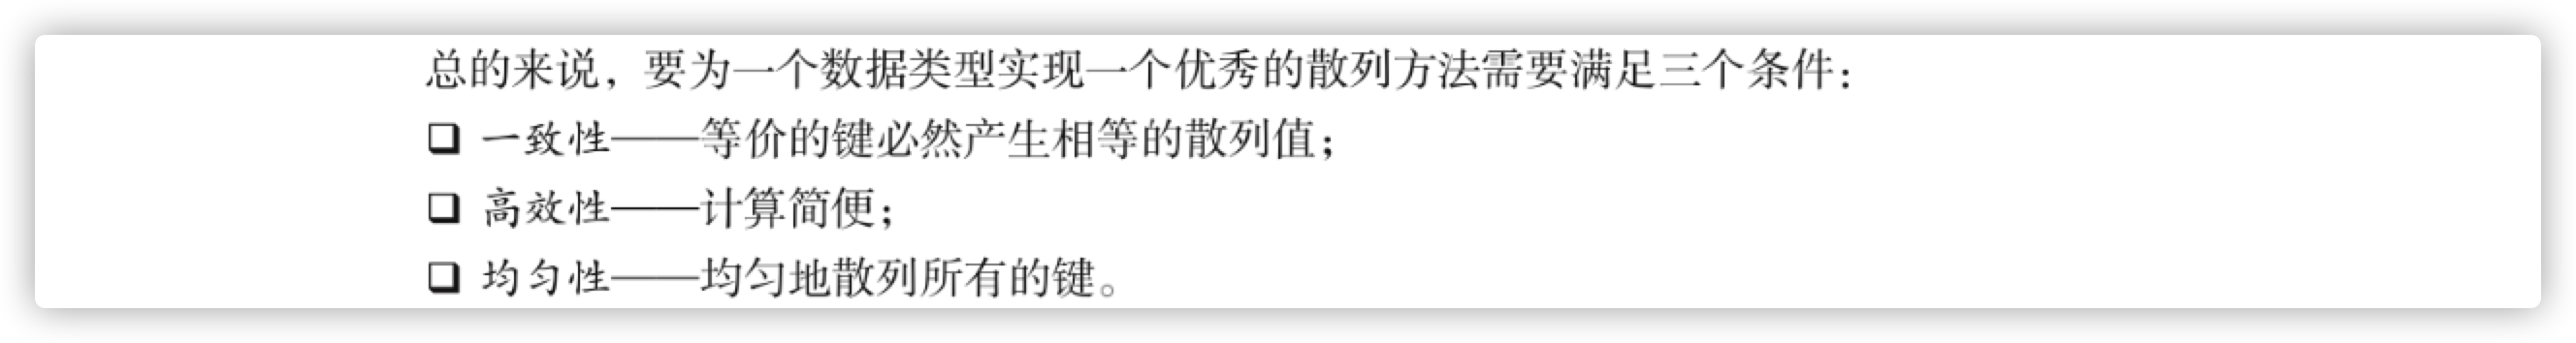 总的来说，要为一个数据类型实现一个优秀的散列方法需要满足三个条件：
❑ 一致性——等价的键必然产生相等的散列值；
❑ 高效性——计算简便；
❑ 均匀性——均匀地散列所有的键。